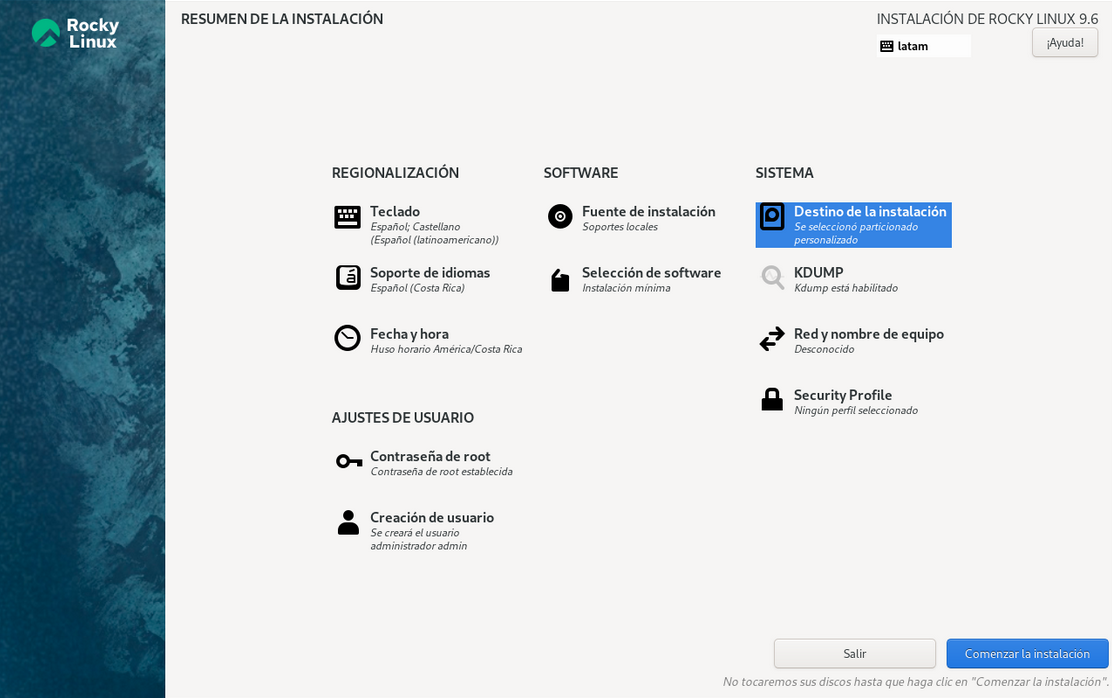 Rocky
Linux
RESUMEN DE LA INSTALACIÓN
INSTALACIÓN DE ROCKY LINUX 9.6
latam
¡Ayuda!
REGIONALIZACIÓN
Teclado
Español; Castellano
(Español (latinoamericano))
Soporte de idiomas
Español (Costa Rica)
Fecha y hora
Huso horario América/Costa Rica
SOFTWARE
Fuente de instalación
Soportes locales
Selección de software
Instalación mínima
SISTEMA
Destino de la instalación
Se seleccionó particionado
personalizado
KDUMP
Kdump está habilitado
Red y nombre de equipo
Desconocido
Security Profile
Ningún perfil seleccionado
AJUSTES DE USUARIO
Contraseña de root
Contraseña de root establecida
Creación de usuario
Se creará el usuario
administrador admin
Salir
Comenzar la instalación
No tocaremos sus discos hasta que haga clic en "Comenzar la instalación".